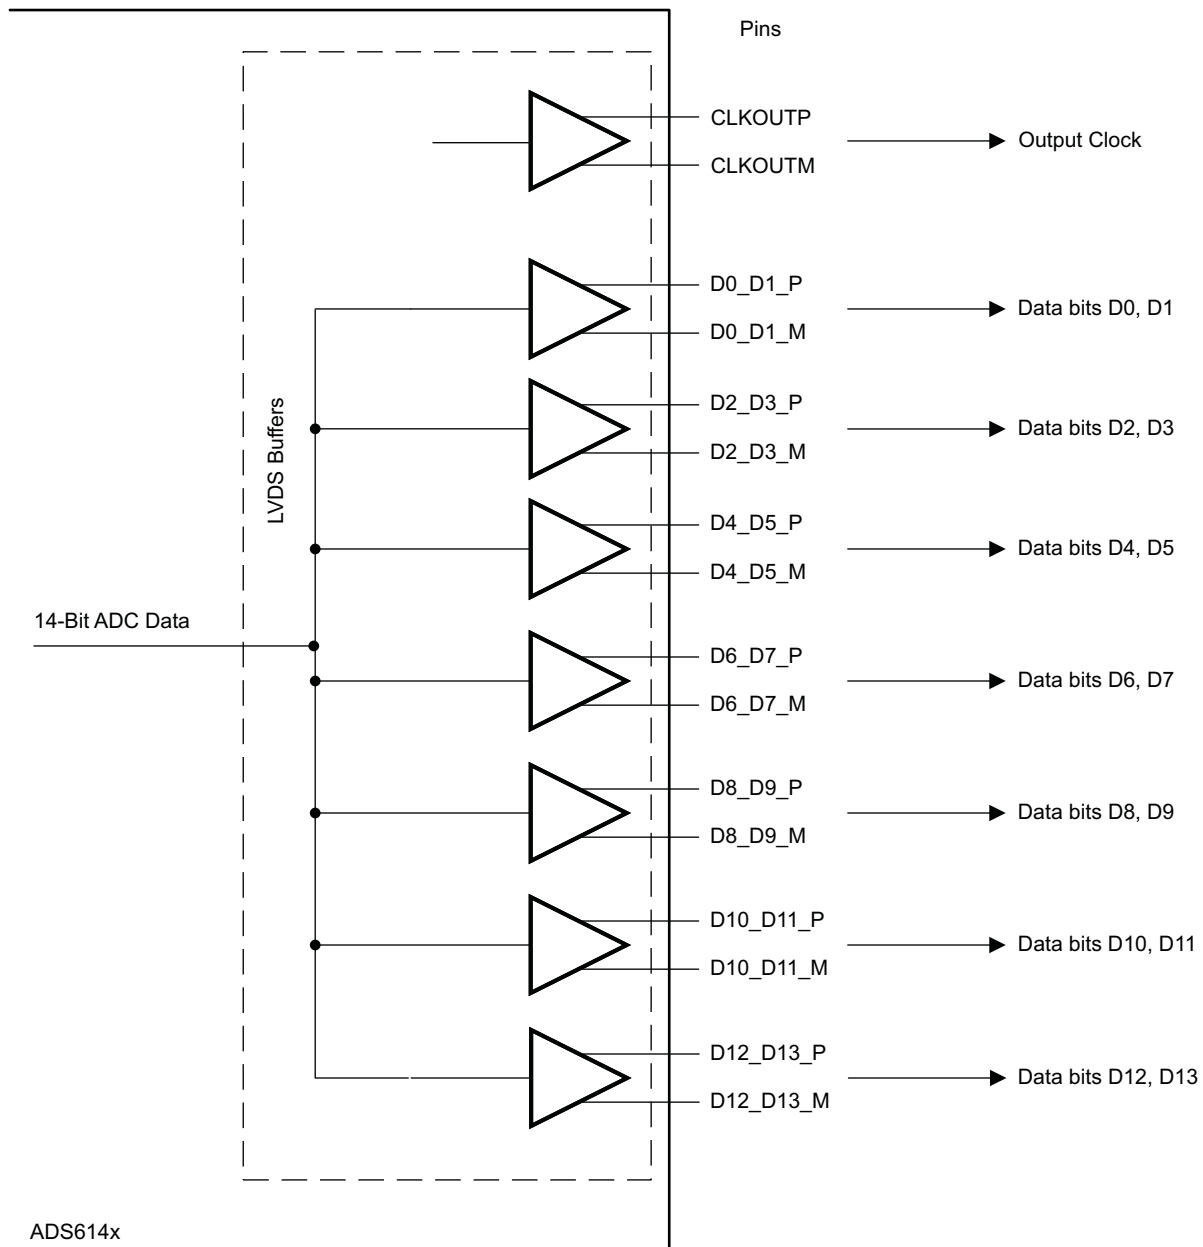 Pins
CLKOUTP
CLKOUTM
Output Clock
D0_D1_P
D0_D1_M
Data bits D0, D1
D2_D3_P
D2_D3_M
Data bits D2, D3
LVDS Buffers
D4_D5_P
D4_D5_M
Data bits D4, D5
14-Bit ADC Data
D6_D7_P
D6_D7_M
Data bits D6, D7
D8_D9_P
D8_D9_M
Data bits D8, D9
D10_D11_P
D10_D11_M
Data bits D10, D11
D12_D13_P
D12_D13_M
Data bits D12, D13
ADS614x